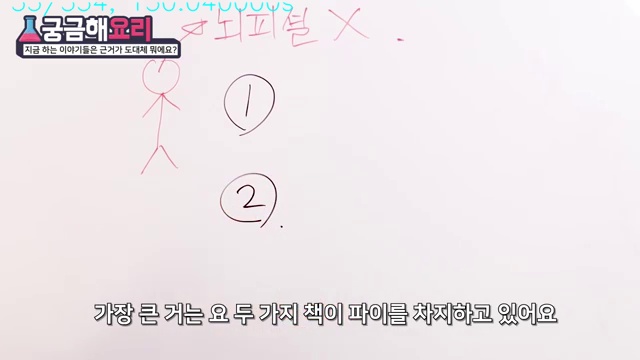 궁금해요리
지금 하는 이야기들은 근거가 도대체 뭐에요?
뇌피셜 X .
1
2
가장 큰 거는 요 두 가지 책이 파이를 차지하고 있어요